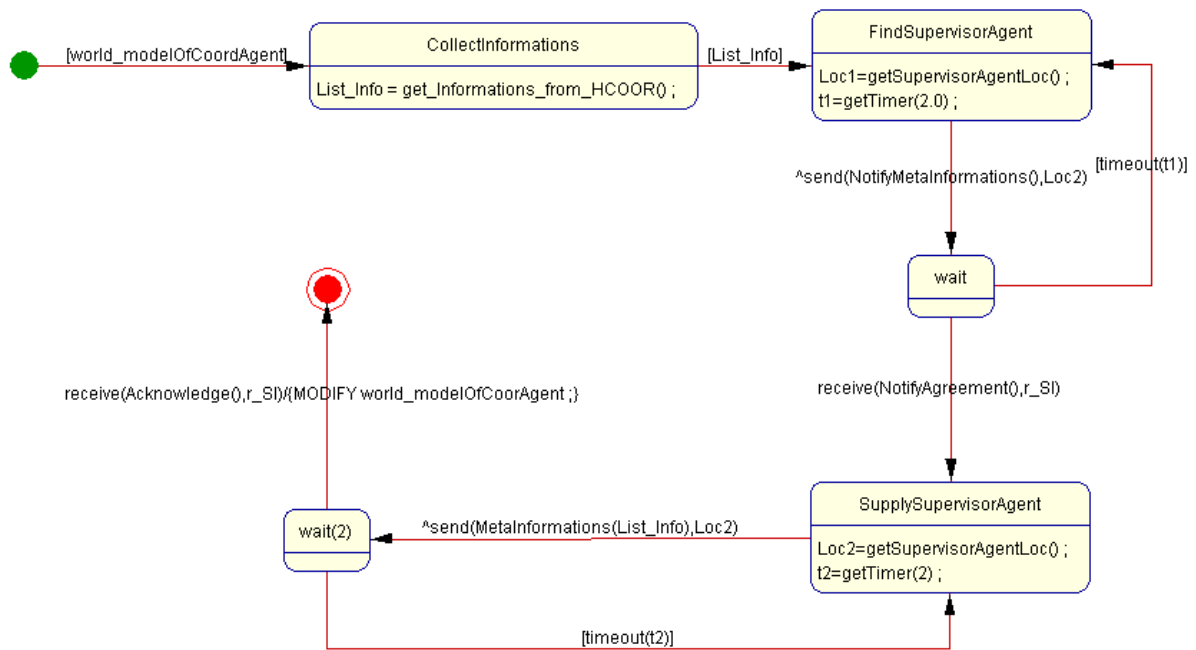 [world_modelOfCoordAgent]
CollectInformations
List_Info = get_Informations_from_HCOOR() ;
[List_Info]
FindSupervisorAgent
Loc1=getSupervisorAgentLoc() ;
t1=getTimer(2.0) ;
[timeout(t1)]
^send(NotifyMetaInformations(),Loc2)
wait
receive(NotifyAgreement(),r_SI)
SupplySupervisorAgent
Loc2=getSupervisorAgentLoc() ;
t2=getTimer(2) ;
^send(MetaInformations(List_Info),Loc2)
wait(2)
[timeout(t2)]
receive(Acknowledge(),r_SI)/{MODIFY world_modelOfCoorAgent ;}